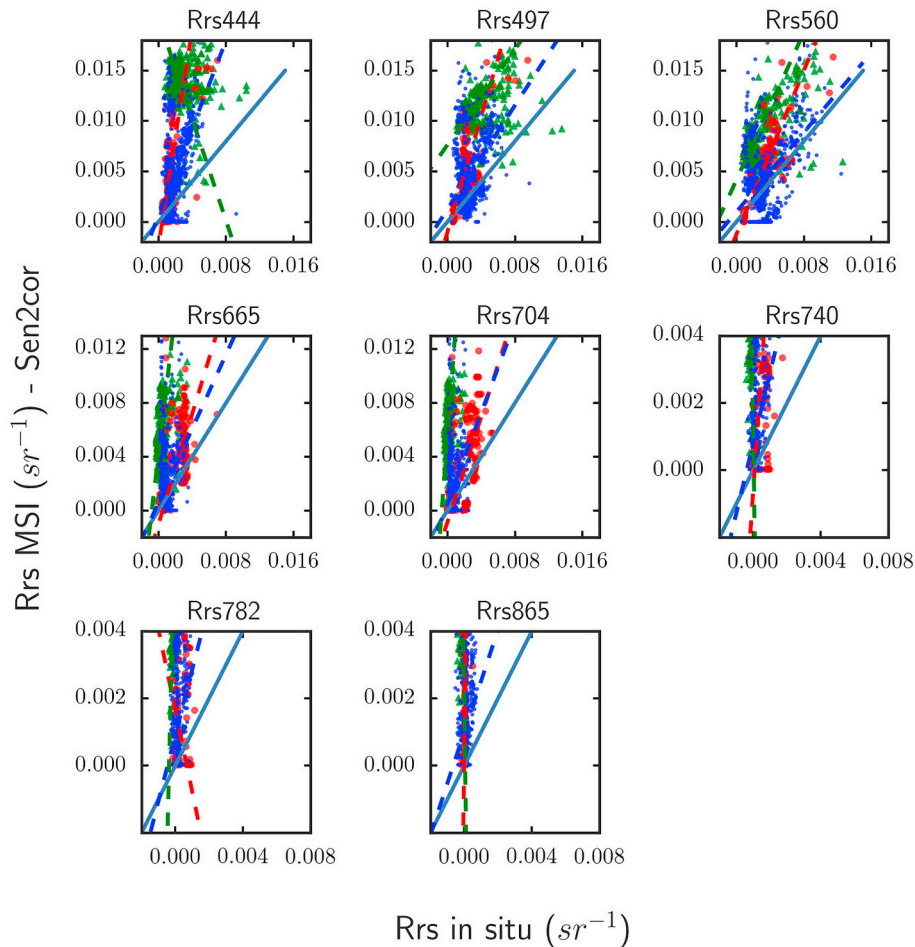 Rrs444 Rrs497 Rrs560
0.015 0.015 0.015
0.010 0.010 0.010
0.005 0.005 0.005
0.000 0.000 0.000
0.000 0.008 0.016 0.000 0.008 0.016 0.000 0.008 0.016
Rrs665 Rrs704 Rrs740
0.012 0.012 0.004
0.008 0.008 0.002
0.004 0.004 0.000
0.000 0.000
0.000 0.008 0.016 0.000 0.008 0.016 0.000 0.004 0.008
Rrs782 Rrs865
0.004 0.004
0.002 0.002
0.000 0.000
0.000 0.004 0.008 0.000 0.004 0.008
Rrs MSI (sr⁻¹) - Sen2cor
Rrs in situ (sr⁻¹)